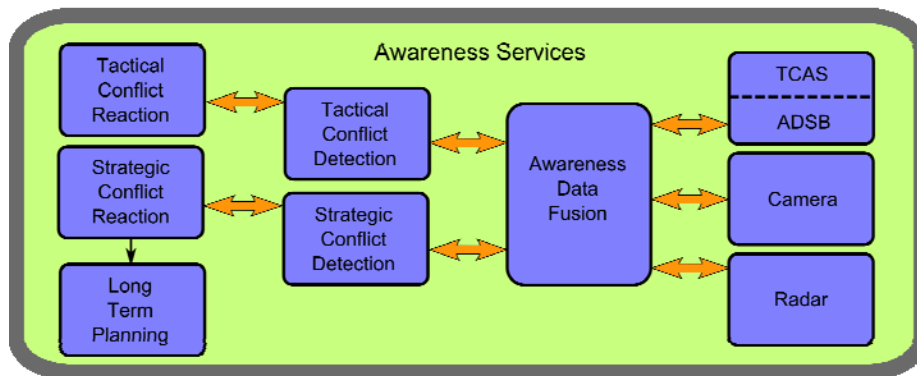 Awareness Services
Tactical
Conflict
Reaction
Strategic
Conflict
Reaction
Long
Term
Planning
Tactical
Conflict
Detection
Strategic
Conflict
Detection
Awareness
Data
Fusion
TCAS
ADSB
Camera
Radar